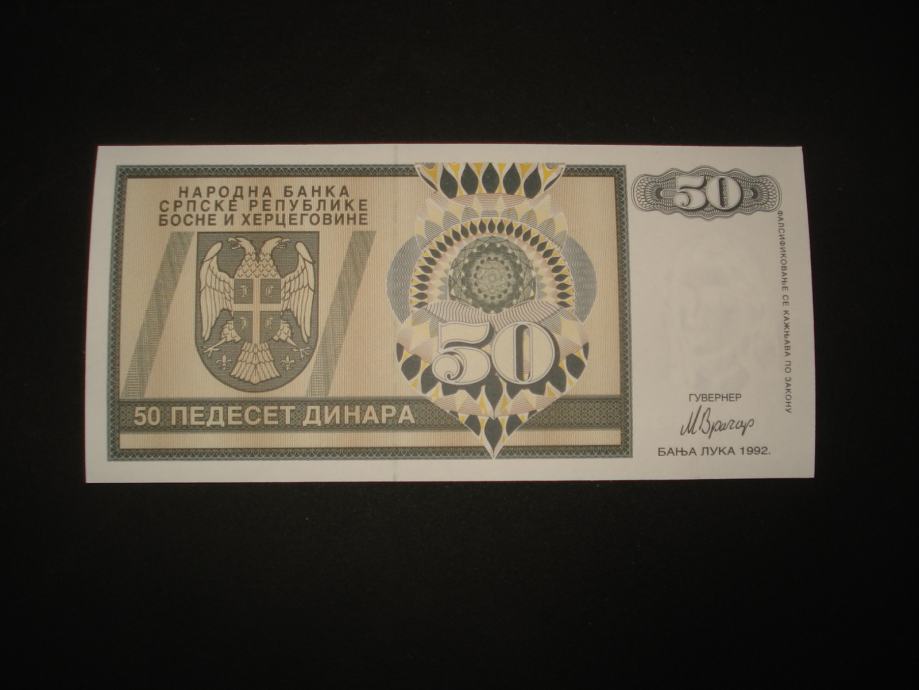 НАРОДНА БАНКА
СРПСКЕ РЕПУБЛИКЕ
БОСНЕ И ХЕРЦЕГОВИНЕ
50
50 ПЕДЕСЕТ ДИНАРА
50
ФАЛСИФИКОВАЊЕ СЕ КАЖЊАВА ПО ЗАКОНУ
ГУВЕРНЕР
М Врачар
БАЊА ЛУКА 1992.